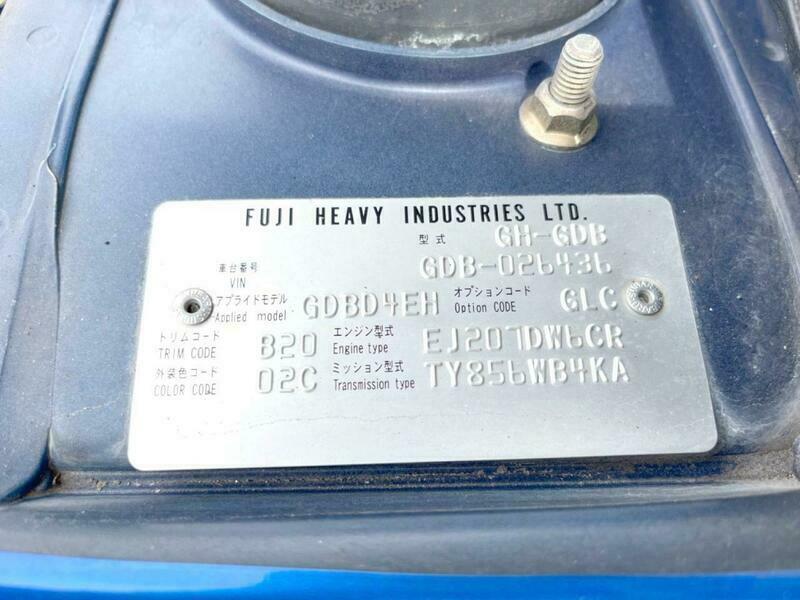 FUJI HEAVY INDUSTRIES LTD.
型式 GH-GDB
車台番号 VIN GDB-026436
アプライドモデル Applied model GDBD4EH オプションコード Option CODE GLC
トリムコード TRIM CODE B20 エンジン型式 Engine type EJ207DW6CR
外装色コード COLOR CODE 02C ミッション型式 Transmission type TY856WB4KA